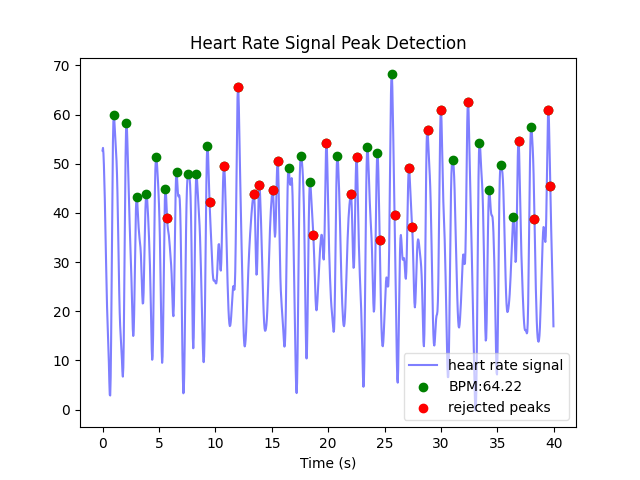 Heart Rate Signal Peak Detection
70
60
50
40
30
20
10
0
heart rate signal
BPM:64.22
rejected peaks
0 5 10 15 20 25 30 35 40
Time (s)